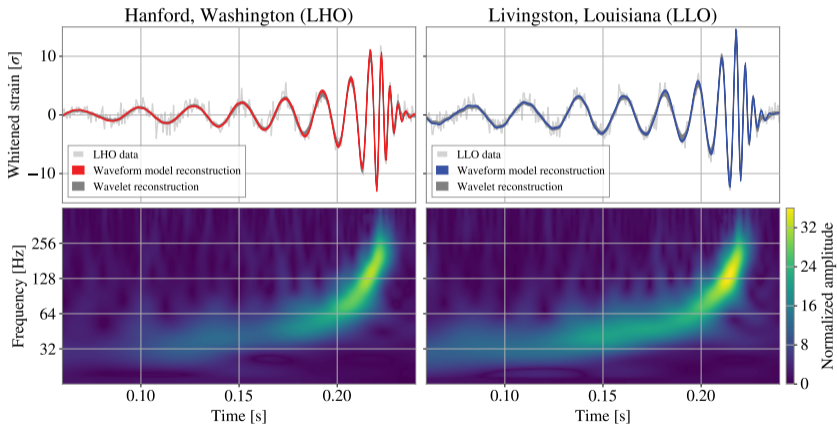 Hanford, Washington (LHO)
Livingston, Louisiana (LLO)
Whitened strain [σ]
10
0
−10
LHO data
Waveform model reconstruction
Wavelet reconstruction
LLO data
Waveform model reconstruction
Wavelet reconstruction
Frequency [Hz]
256
128
64
32
0.10
0.15
0.20
Time [s]
0.10
0.15
0.20
Time [s]
32
24
16
8
0
Normalized amplitude